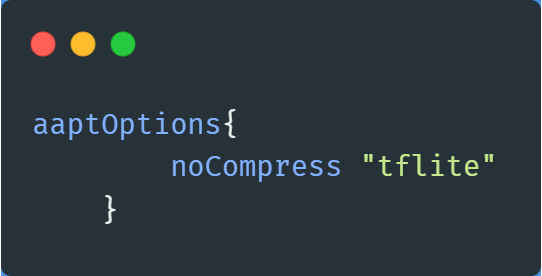 aaptOptions{
noCompress "tflite"
}